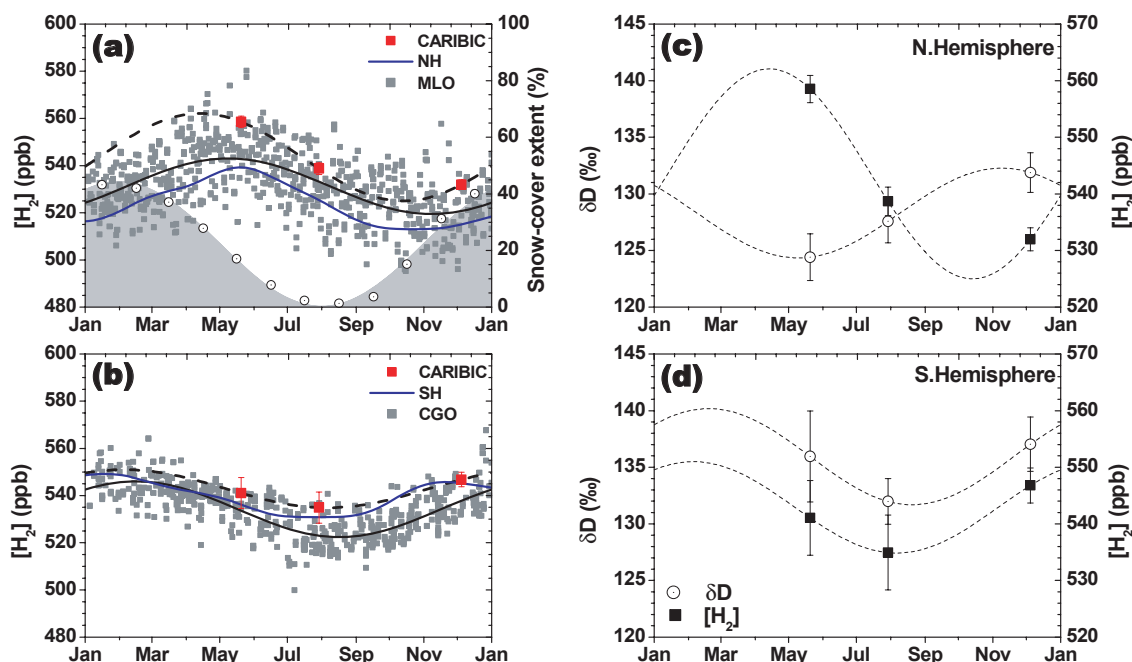 (a)
CARIBIC
NH
MLO
[H2] (ppb)
600
580
560
540
520
500
480
Snow-cover extent (%)
100
80
60
40
20
0
Jan Mar May Jul Sep Nov Jan
(c)
N.Hemisphere
δD (‰)
145
140
135
130
125
120
[H2] (ppb)
570
560
550
540
530
520
Jan Mar May Jul Sep Nov Jan
(b)
CARIBIC
SH
CGO
[H2] (ppb)
600
580
560
540
520
500
480
Jan Mar May Jul Sep Nov Jan
(d)
S.Hemisphere
δD (‰)
145
140
135
130
125
120
[H2] (ppb)
570
560
550
540
530
520
δD
[H2]
Jan Mar May Jul Sep Nov Jan